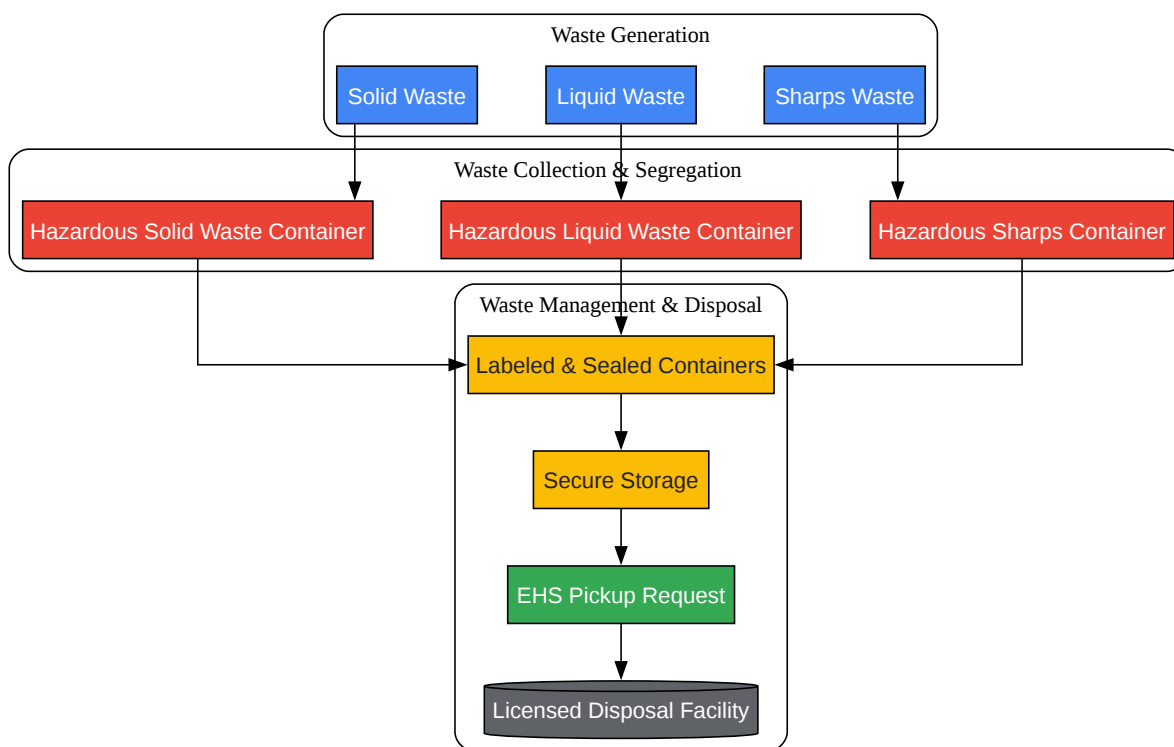 Waste Generation
Solid Waste
Liquid Waste
Sharps Waste
Waste Collection & Segregation
Hazardous Solid Waste Container
Hazardous Liquid Waste Container
Hazardous Sharps Container
Waste Management & Disposal
Labeled & Sealed Containers
Secure Storage
EHS Pickup Request
Licensed Disposal Facility